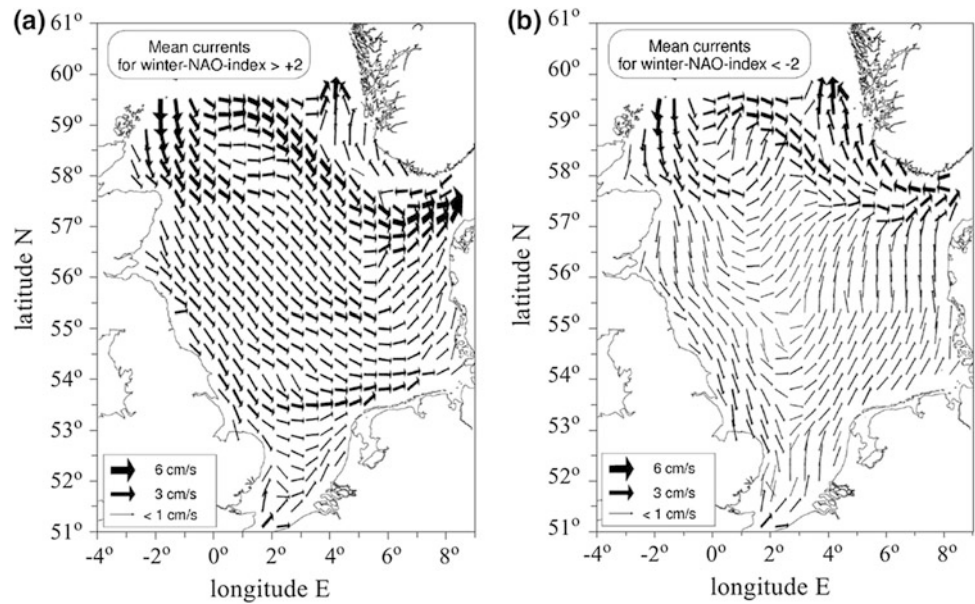 (a)
Mean currents
for winter-NAO-index > +2
61°
60°
59°
58°
57°
56°
55°
54°
53°
52°
51°
latitude N
6 cm/s
3 cm/s
< 1 cm/s
-4° -2° 0° 2° 4° 6° 8°
longitude E
(b)
Mean currents
for winter-NAO-index < -2
61°
60°
59°
58°
57°
56°
55°
54°
53°
52°
51°
latitude N
6 cm/s
3 cm/s
< 1 cm/s
-4° -2° 0° 2° 4° 6° 8°
longitude E